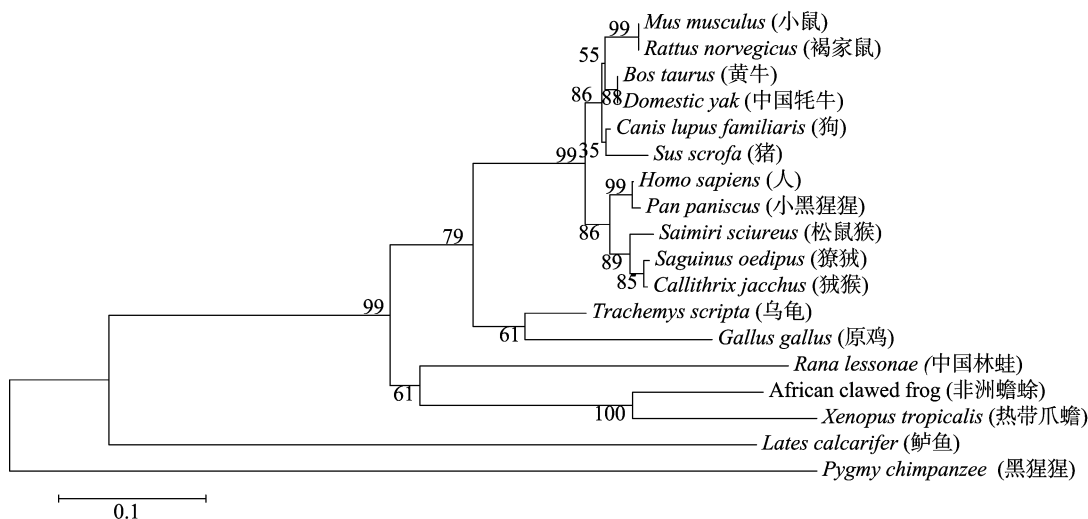 99
Mus musculus (小鼠)
Rattus norvegicus (褐家鼠)
55
Bos taurus (黄牛)
86
88
Domestic yak (中国牦牛)
Canis lupus familiaris (狗)
35
99
Sus scrofa (猪)
99
Homo sapiens (人)
Pan paniscus (小黑猩猩)
86
Saimiri sciureus (松鼠猴)
79
89
Saguinus oedipus (獠狨)
85
Callithrix jacchus (狨猴)
99
Trachemys scripta (乌龟)
61
Gallus gallus (原鸡)
Rana lessonae (中国林蛙)
61
African clawed frog (非洲蟾蜍)
100
Xenopus tropicalis (热带爪蟾)
Lates calcarifer (鲈鱼)
Pygmy chimpanzee (黑猩猩)
0.1